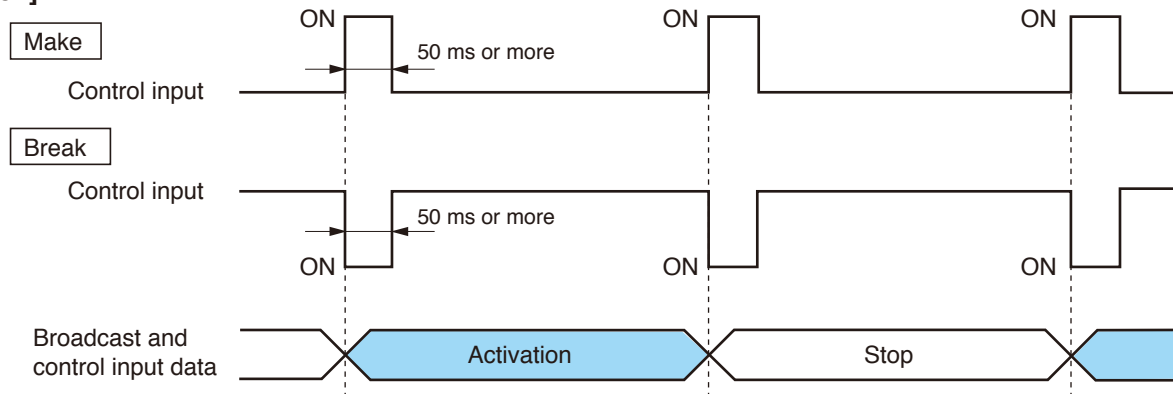 ON ON ON
Make
50 ms or more
Control input
Break
Control input
50 ms or more
ON ON ON
Broadcast and
control input data
Activation Stop